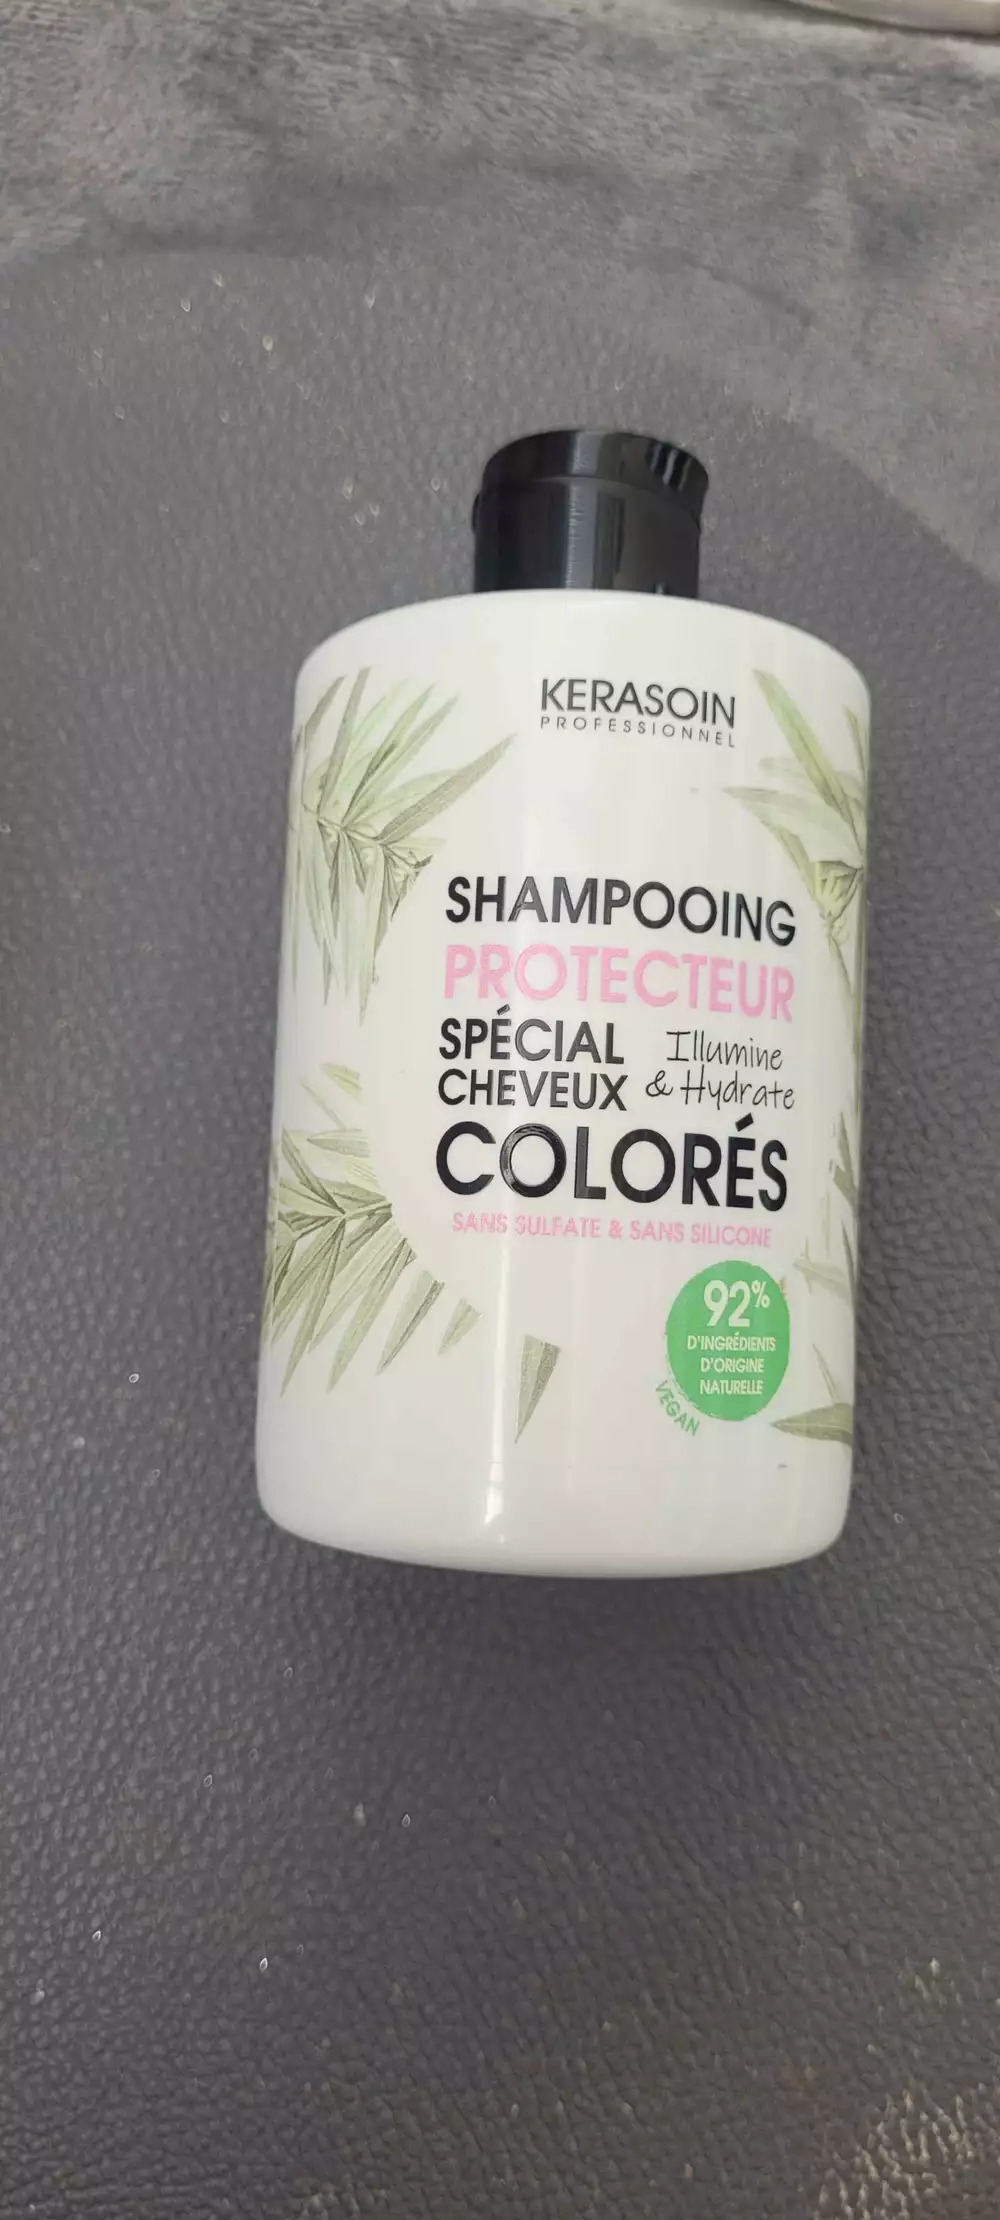 KERASOIN
PROFESSIONNEL
SHAMPOOING
PROTECTEUR
SPÉCIAL
CHEVEUX
Illumine
& Hydrate
COLORÉS
SANS SULFATE & SANS SILICONE
92%
D'INGRÉDIENTS
D'ORIGINE
NATURELLE
VEGAN